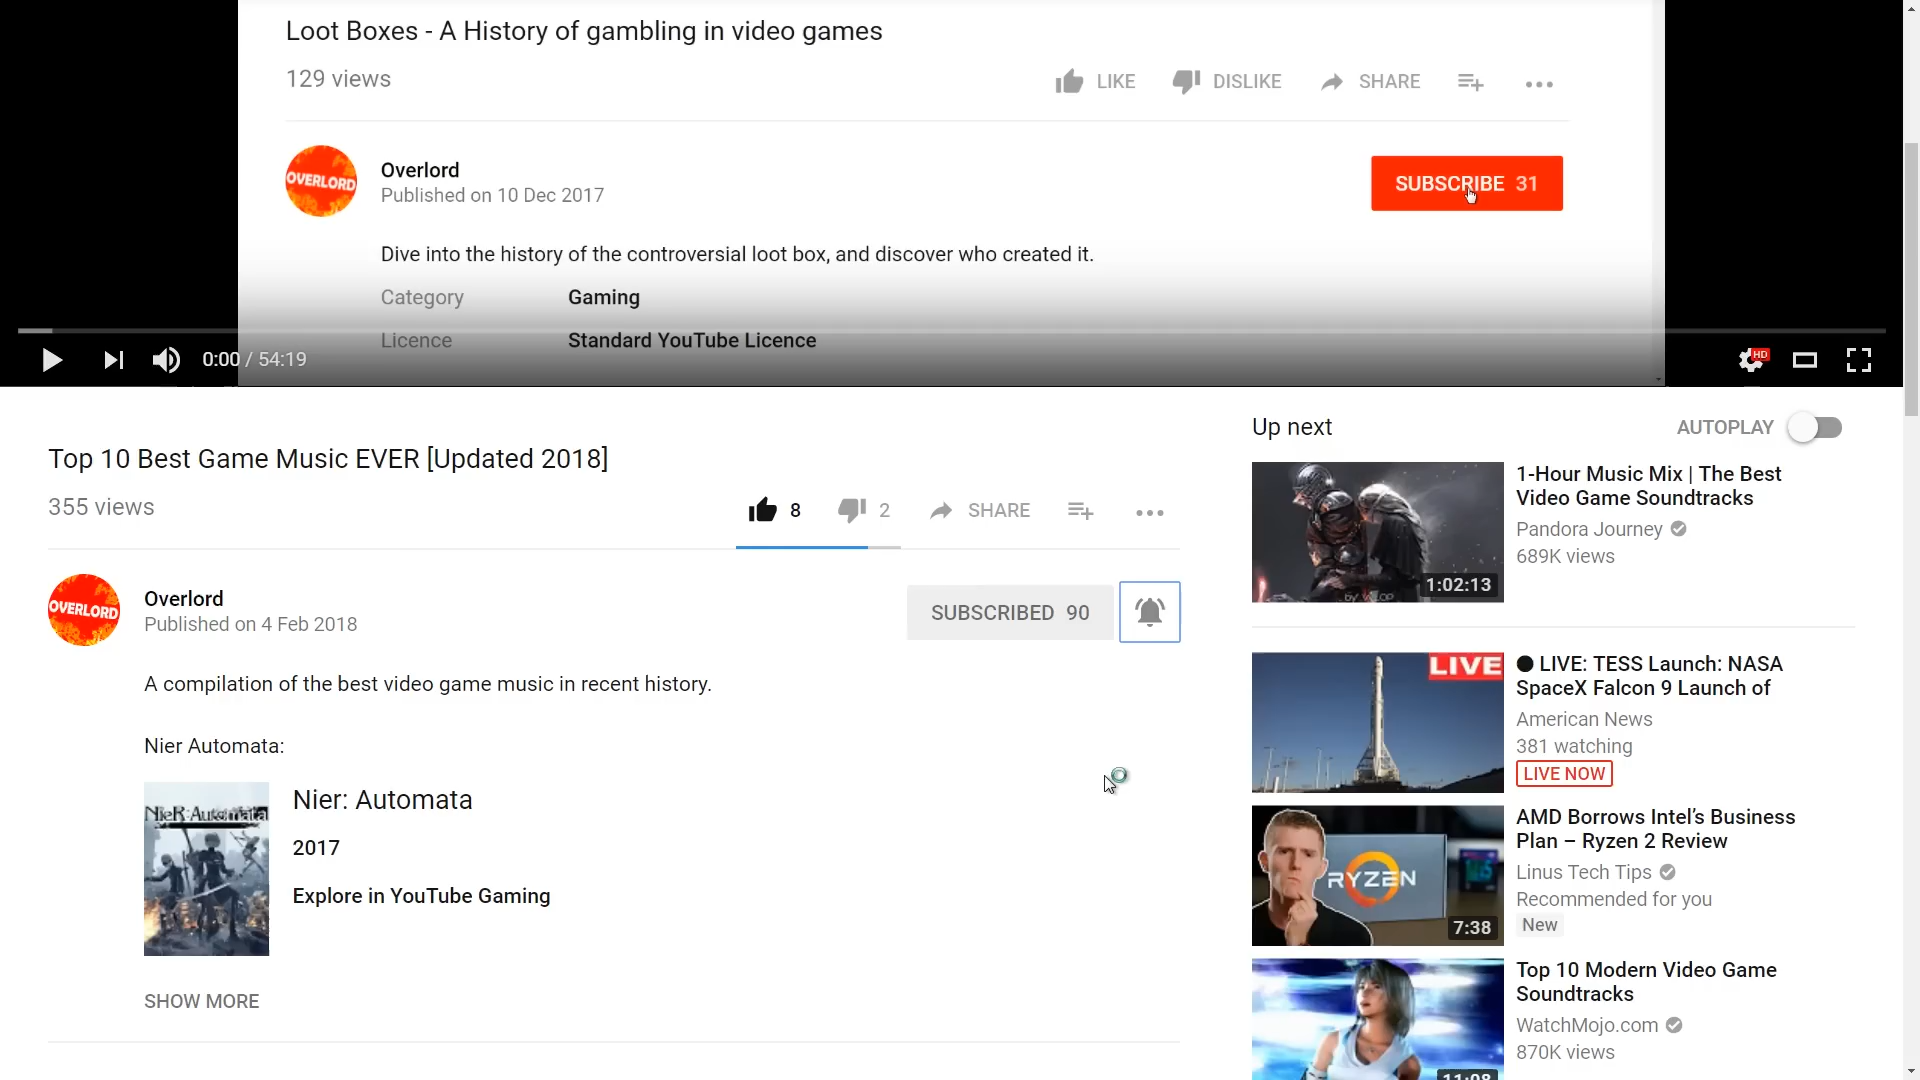 Loot Boxes - A History of gambling in video games
129 views
LIKE
DISLIKE
SHARE
OVERLORD
Overlord
Published on 10 Dec 2017
SUBSCRIBE 31
Dive into the history of the controversial loot box, and discover who created it.
Category Gaming
Licence Standard YouTube Licence
0:00 / 54:19
HD
Top 10 Best Game Music EVER [Updated 2018]
355 views
8
2
SHARE
OVERLORD
Overlord
Published on 4 Feb 2018
SUBSCRIBED 90
A compilation of the best video game music in recent history.
Nier Automata:
NieR:Automata
Nier: Automata
2017
Explore in YouTube Gaming
SHOW MORE
Up next
AUTOPLAY
1:02:13
1-Hour Music Mix | The Best
Video Game Soundtracks
Pandora Journey
689K views
LIVE
LIVE: TESS Launch: NASA
SpaceX Falcon 9 Launch of
American News
381 watching
LIVE NOW
RYZEN
7:38
AMD Borrows Intel’s Business
Plan – Ryzen 2 Review
Linus Tech Tips
Recommended for you
New
11:08
Top 10 Modern Video Game
Soundtracks
WatchMojo.com
870K views